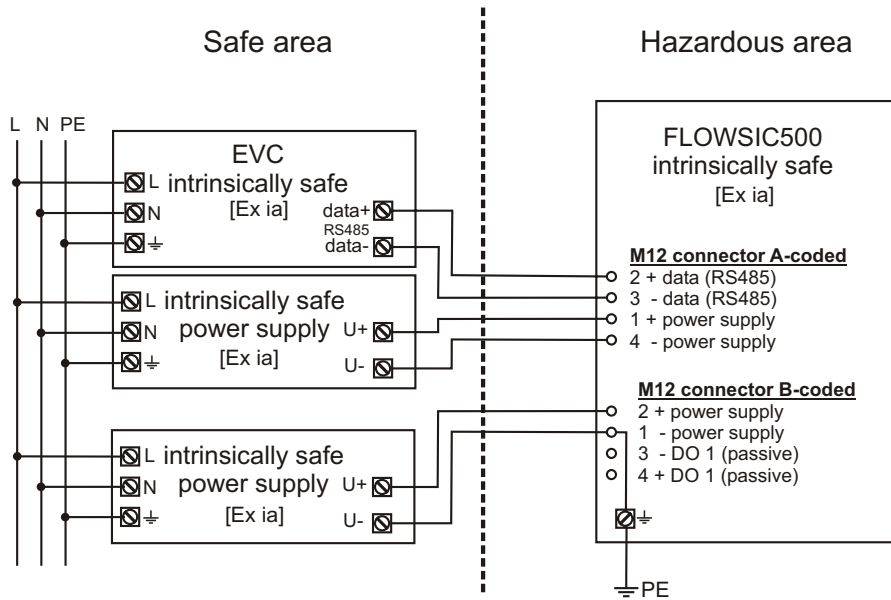 Safe area
Hazardous area
L N PE
EVC
intrinsically safe
[Ex ia]
L
N
data+
RS485
data-
intrinsically safe
power supply
[Ex ia]
L
N
U+
U-
intrinsically safe
power supply
[Ex ia]
L
N
U+
U-
FLOWSIC500
intrinsically safe
[Ex ia]
M12 connector A-coded
2 + data (RS485)
3 - data (RS485)
1 + power supply
4 - power supply
M12 connector B-coded
2 + power supply
1 - power supply
3 - DO 1 (passive)
4 + DO 1 (passive)
PE